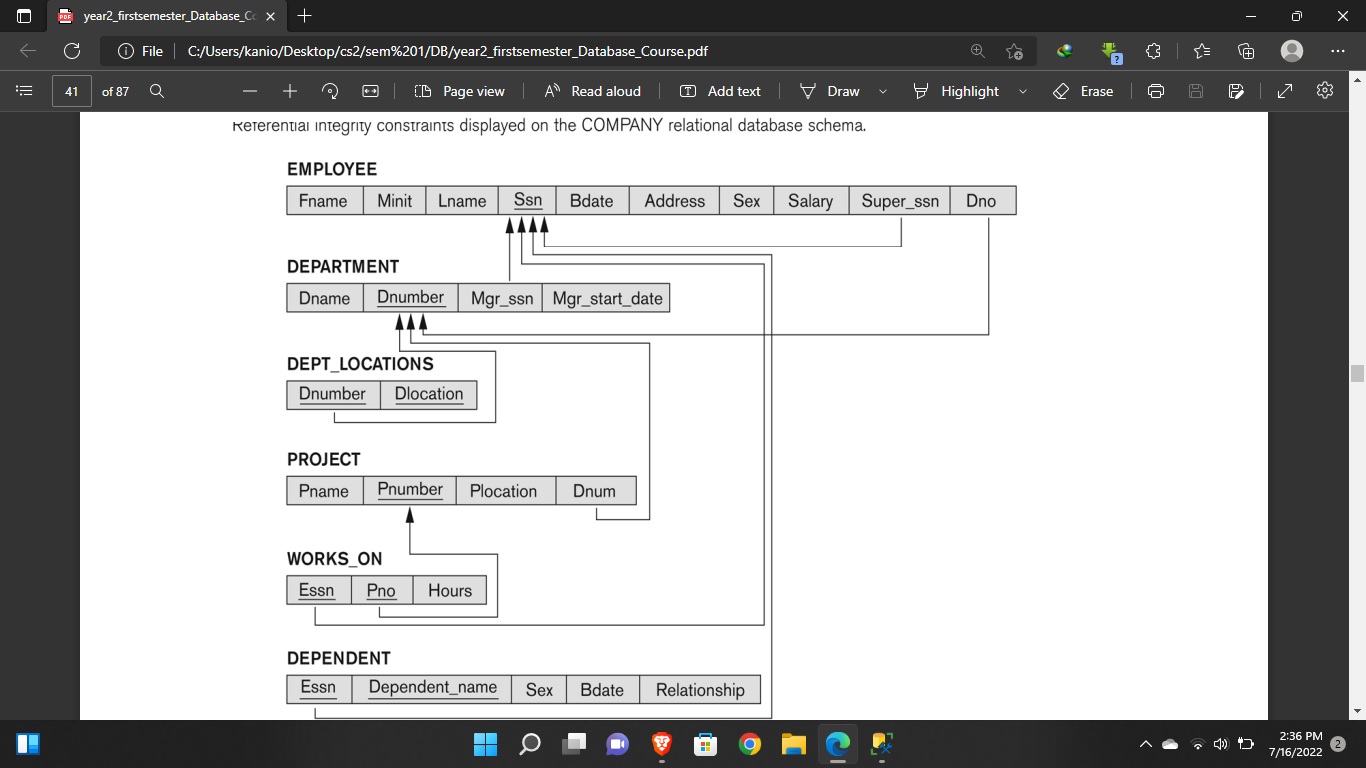 year2_firstsemester_Database_Co
File C:/Users/kanio/Desktop/cs2/sem%201/DB/year2_firstsemester_Database_Course.pdf
41 of 87 Page view Read aloud Add text Draw Highlight Erase
Referential integrity constraints displayed on the COMPANY relational database schema.
EMPLOYEE
Fname Minit Lname Ssn Bdate Address Sex Salary Super_ssn Dno
DEPARTMENT
Dname Dnumber Mgr_ssn Mgr_start_date
DEPT_LOCATIONS
Dnumber Dlocation
PROJECT
Pname Pnumber Plocation Dnum
WORKS_ON
Essn Pno Hours
DEPENDENT
Essn Dependent_name Sex Bdate Relationship
2:36 PM
7/16/2022 2